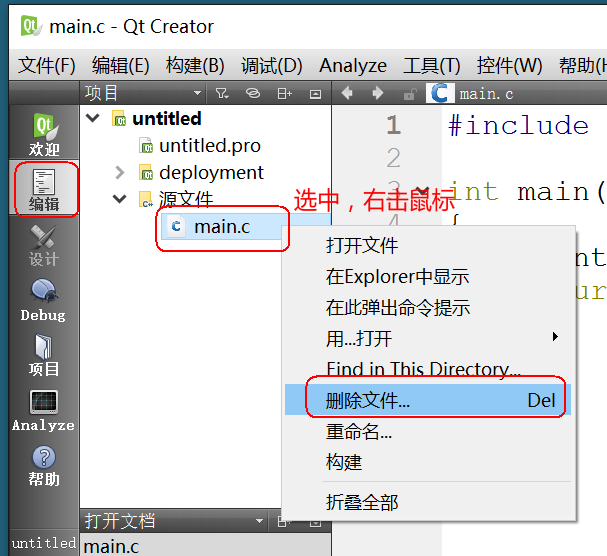 main.c - Qt Creator
文件(F) 编辑(E) 构建(B) 调试(D) Analyze 工具(T) 控件(W) 帮助(H
项目
main.c
欢迎
编辑
设计
Debug
项目
Analyze
帮助
untitled
untitled
untitled.pro
deployment
源文件
main.c
选中，右击鼠标
1 #include
2
3 int main(
4 {
nt
ur
打开文件
在Explorer中显示
在此弹出命令提示
用...打开
Find in This Directory...
删除文件... Del
重命名...
构建
折叠全部
打开文档
main.c